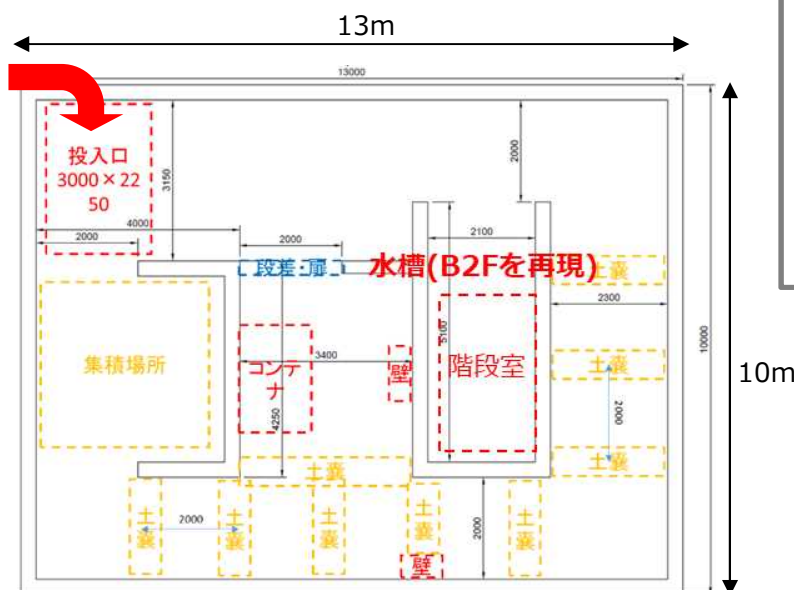 13m
13000
投入口
3000×22
50
3150
2000
4000
2000
2000
2100
段差・扉
水槽(B2Fを再現)
土嚢
2300
集積場所
コンテ
ナ
3400
4250
壁
5100
階段室
土嚢
2000
10000
10m
土嚢
土嚢
土
嚢
2000
土
嚢
土
嚢
土
嚢
壁
2000
土
嚢